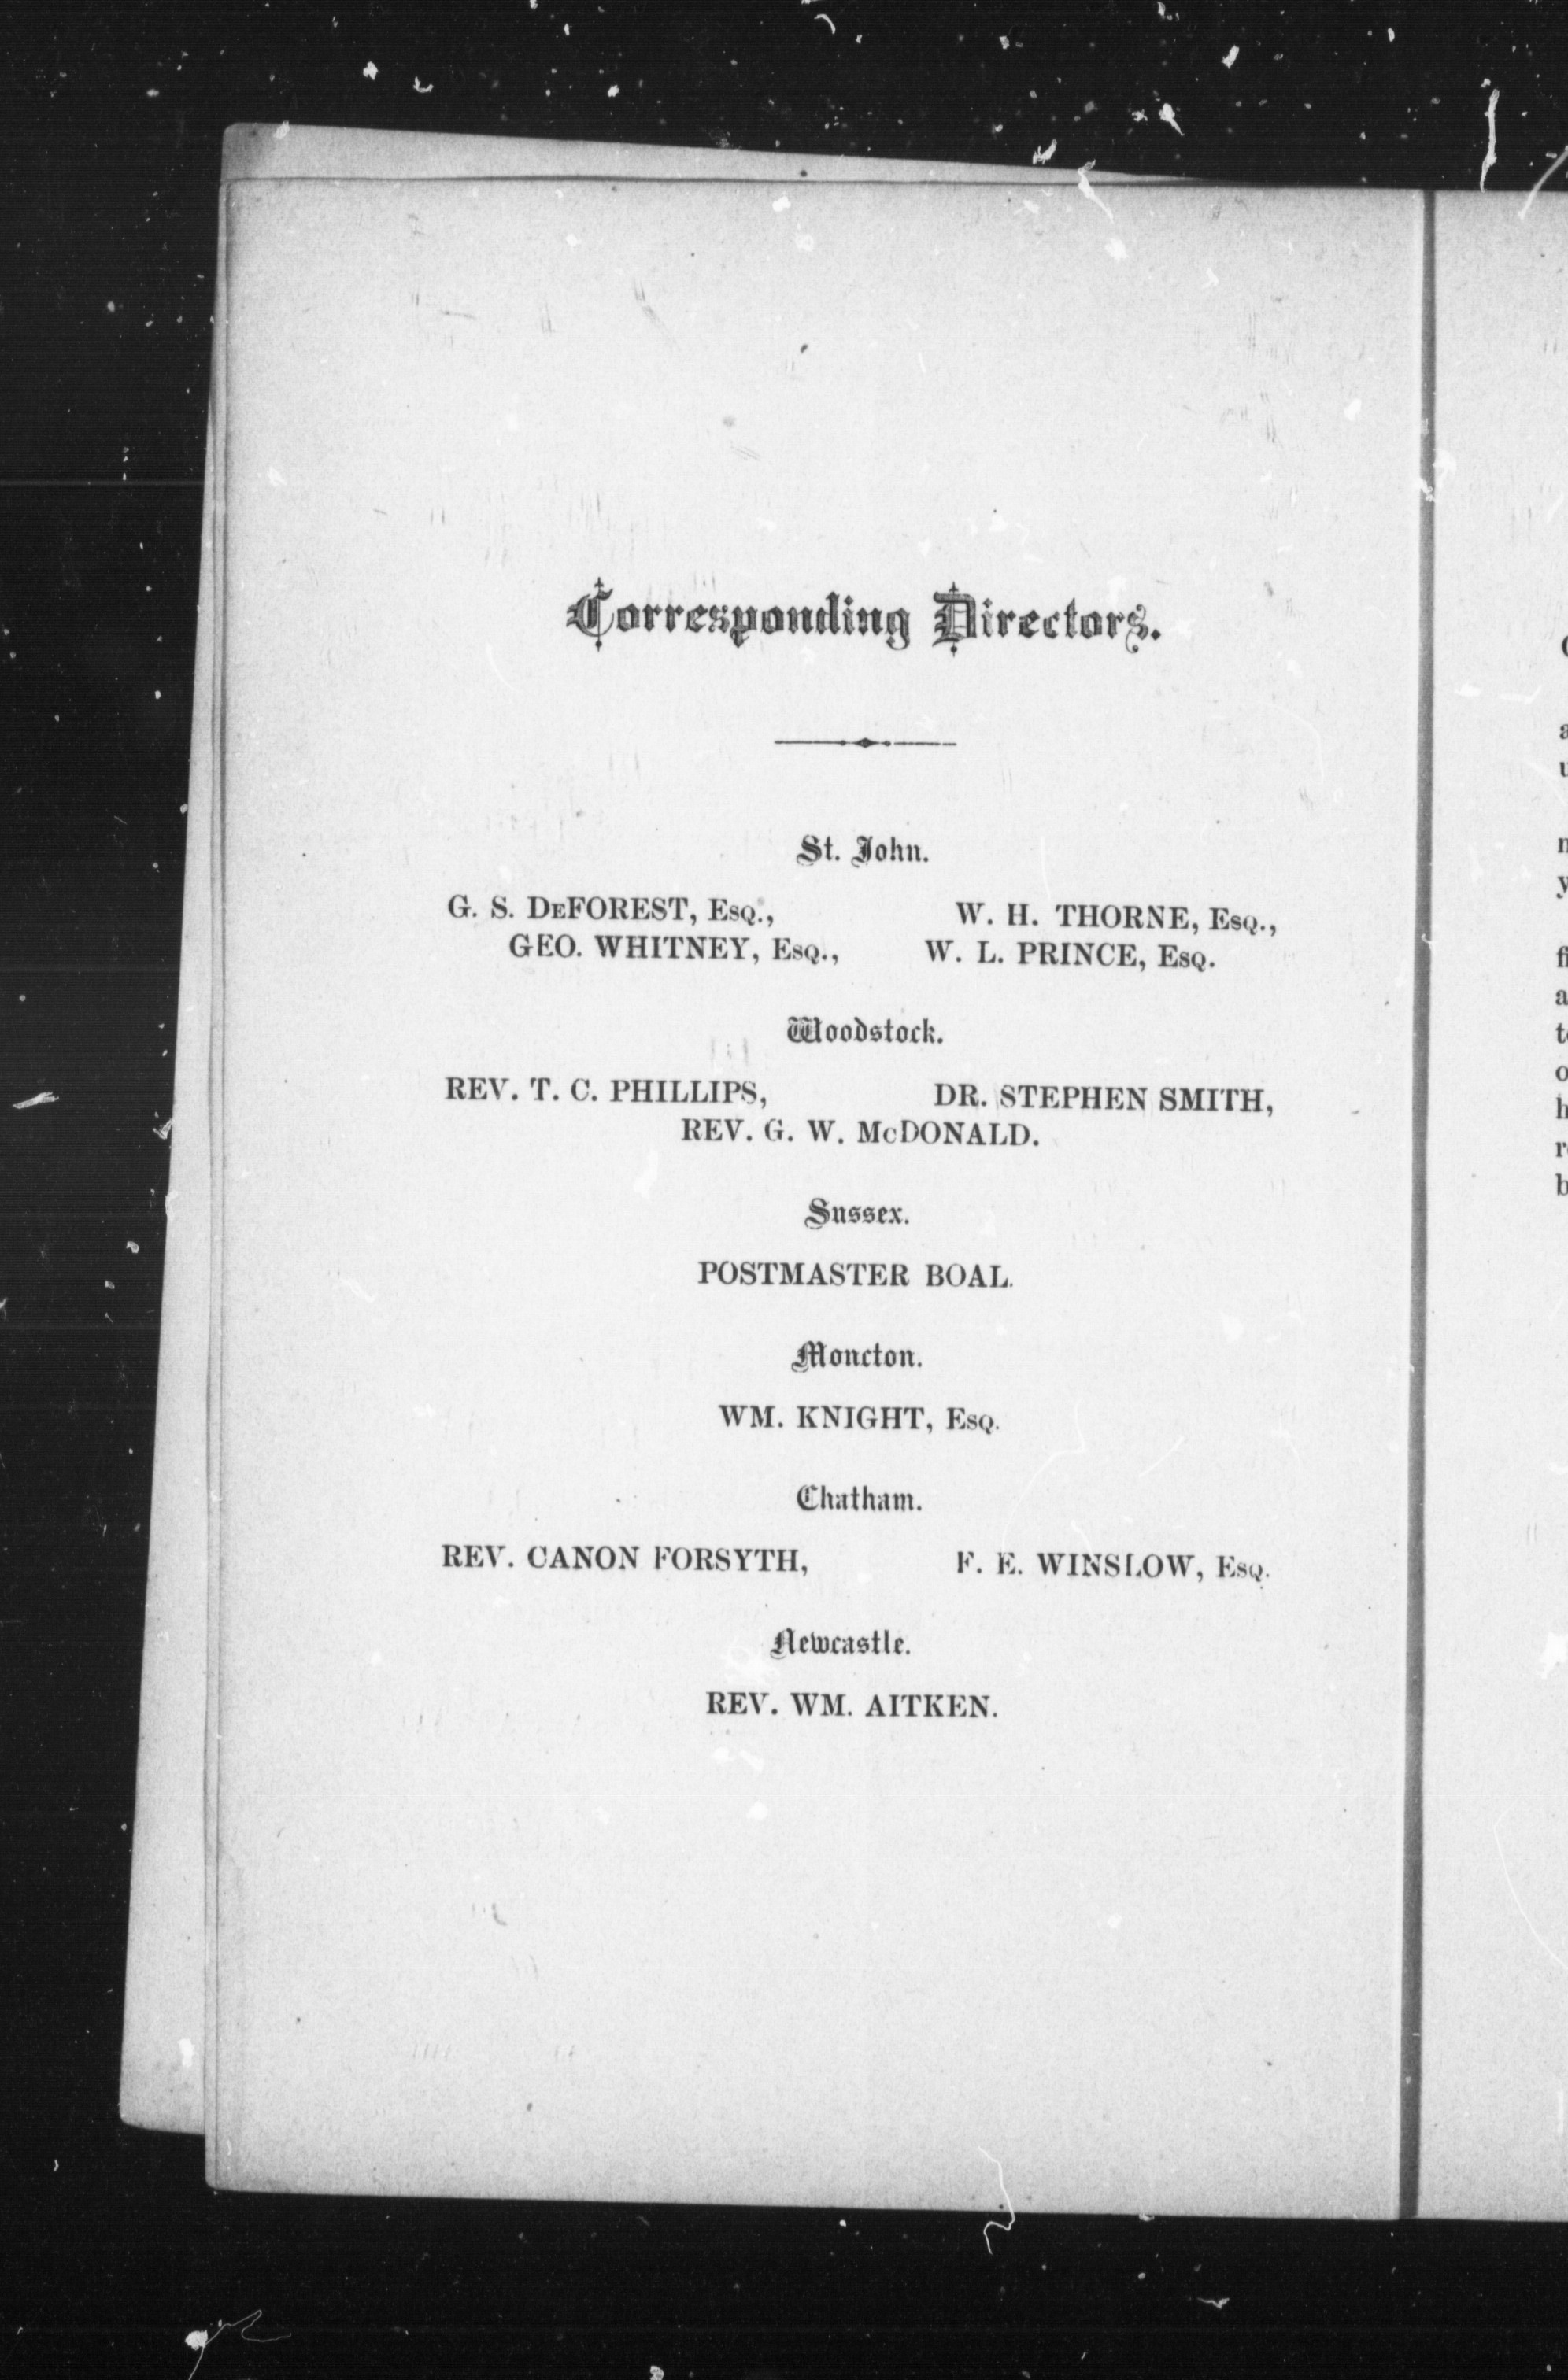 Corresponding Directors.
St. John.
G. S. DeFOREST, Esq., W. H. THORNE, Esq.,
GEO. WHITNEY, Esq., W. L. PRINCE, Esq.
Woodstock.
REV. T. C. PHILLIPS, DR. STEPHEN SMITH,
REV. G. W. McDONALD.
Sussex.
POSTMASTER BOAL.
Moncton.
WM. KNIGHT, Esq.
Chatham.
REV. CANON FORSYTH, F. E. WINSLOW, Esq.
Newcastle.
REV. WM. AITKEN.